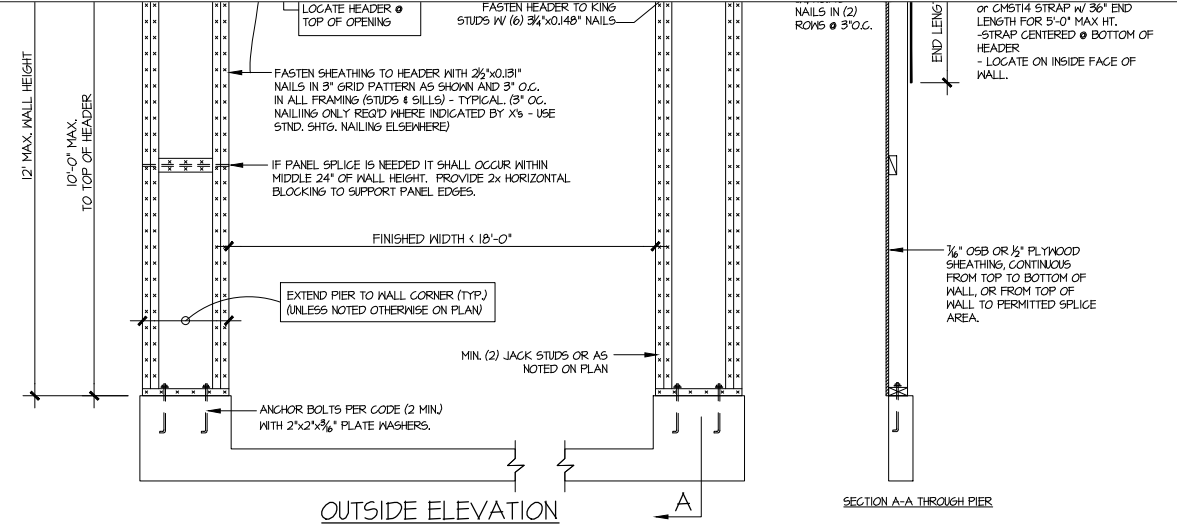 LOCATE HEADER @
TOP OF OPENING
FASTEN HEADER TO KING
STUDS W/ (6) 3¼"x0.148" NAILS
NAILS IN (2)
ROWS @ 3"O.C.
END LENGTH
or CMST14 STRAP W/ 36" END
LENGTH FOR 5'-0" MAX HT.
-STRAP CENTERED @ BOTTOM OF
HEADER
- LOCATE ON INSIDE FACE OF
WALL.
12' MAX. WALL HEIGHT
10'-0" MAX.
TO TOP OF HEADER
FASTEN SHEATHING TO HEADER WITH 2½"x0.131"
NAILS IN 3" GRID PATTERN AS SHOWN AND 3" O.C.
IN ALL FRAMING (STUDS & SILLS) - TYPICAL. (3" OC.
NAILIING ONLY REQ'D WHERE INDICATED BY X's - USE
STND. SHTG. NAILING ELSEWHERE)
IF PANEL SPLICE IS NEEDED IT SHALL OCCUR WITHIN
MIDDLE 24" OF WALL HEIGHT. PROVIDE 2x HORIZONTAL
BLOCKING TO SUPPORT PANEL EDGES.
FINISHED WIDTH < 18'-0"
7/16" OSB OR ½" PLYWOOD
SHEATHING, CONTINUOUS
FROM TOP TO BOTTOM OF
WALL, OR FROM TOP OF
WALL TO PERMITTED SPLICE
AREA.
EXTEND PIER TO WALL CORNER (TYP.)
(UNLESS NOTED OTHERWISE ON PLAN)
MIN. (2) JACK STUDS OR AS
NOTED ON PLAN
ANCHOR BOLTS PER CODE (2 MIN.)
WITH 2"x2"x3/16" PLATE WASHERS.
OUTSIDE ELEVATION
A
SECTION A-A THROUGH PIER